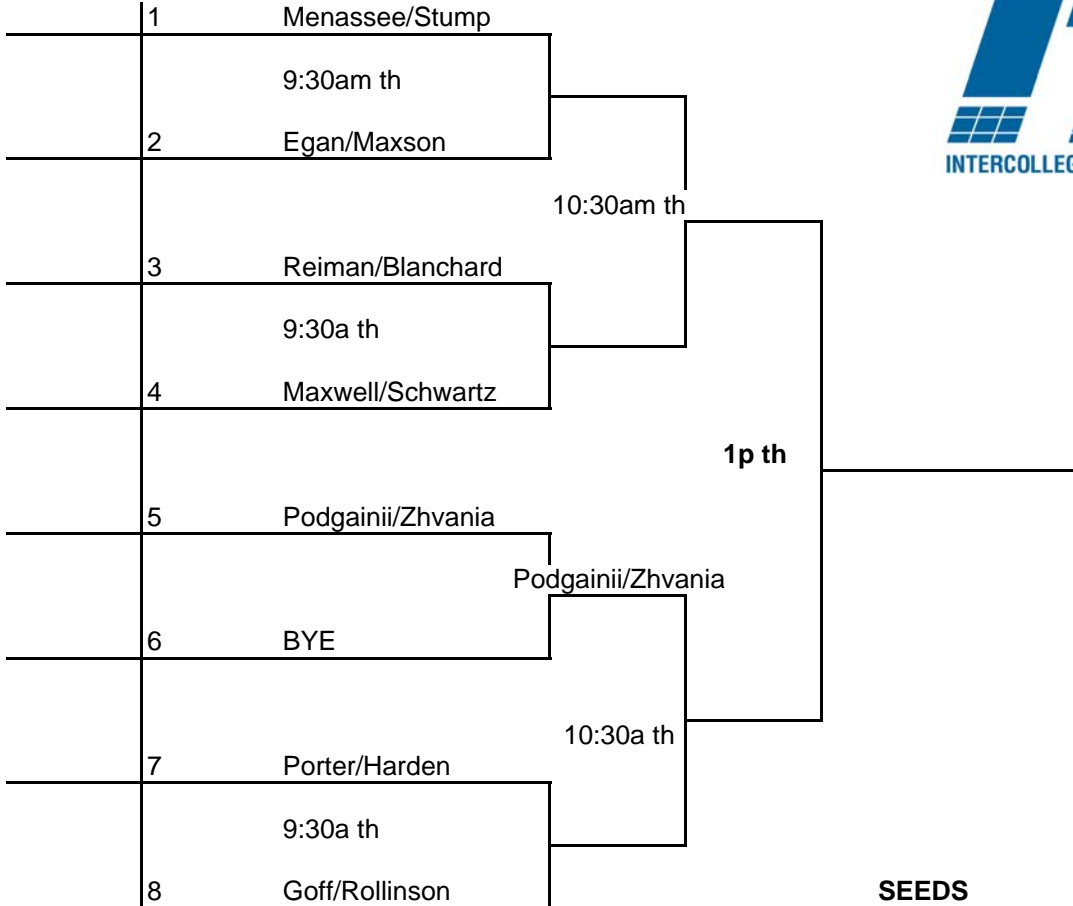 1 Menassee/Stump
9:30am th
2 Egan/Maxson
10:30am th
3 Reiman/Blanchard
9:30a th
4 Maxwell/Schwartz
1p th
5 Podgainii/Zhvania
Podgainii/Zhvania
6 BYE
10:30a th
7 Porter/Harden
9:30a th
8 Goff/Rollinson
SEEDS